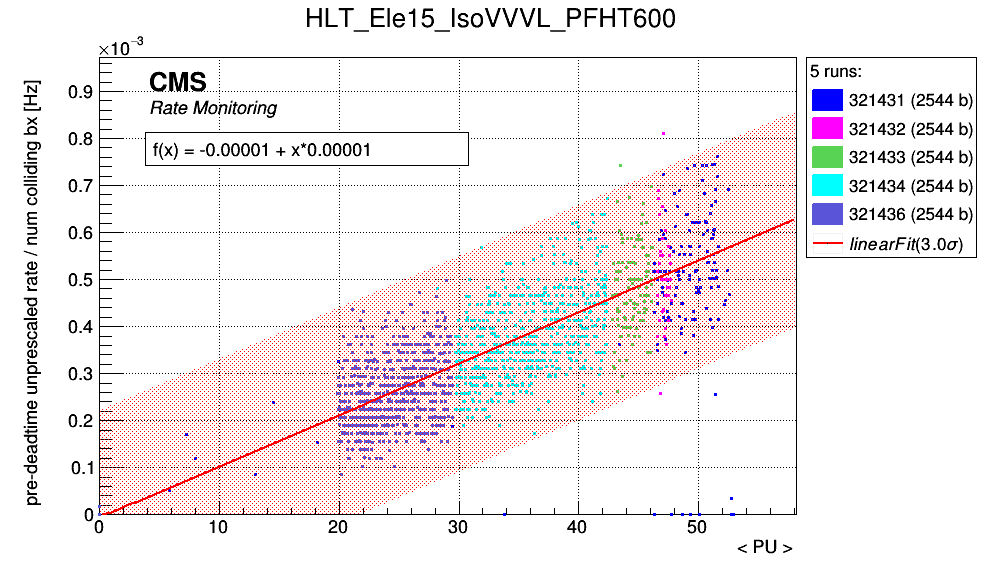 HLT_Ele15_IsoVVVL_PFHT600
×10⁻³
CMS
Rate Monitoring
f(x) = -0.00001 + x*0.00001
pre-deadtime unprescaled rate / num colliding bx [Hz]
0.9
0.8
0.7
0.6
0.5
0.4
0.3
0.2
0.1
0
0 10 20 30 40 50
< PU >
5 runs:
321431 (2544 b)
321432 (2544 b)
321433 (2544 b)
321434 (2544 b)
321436 (2544 b)
linearFit(3.0σ)